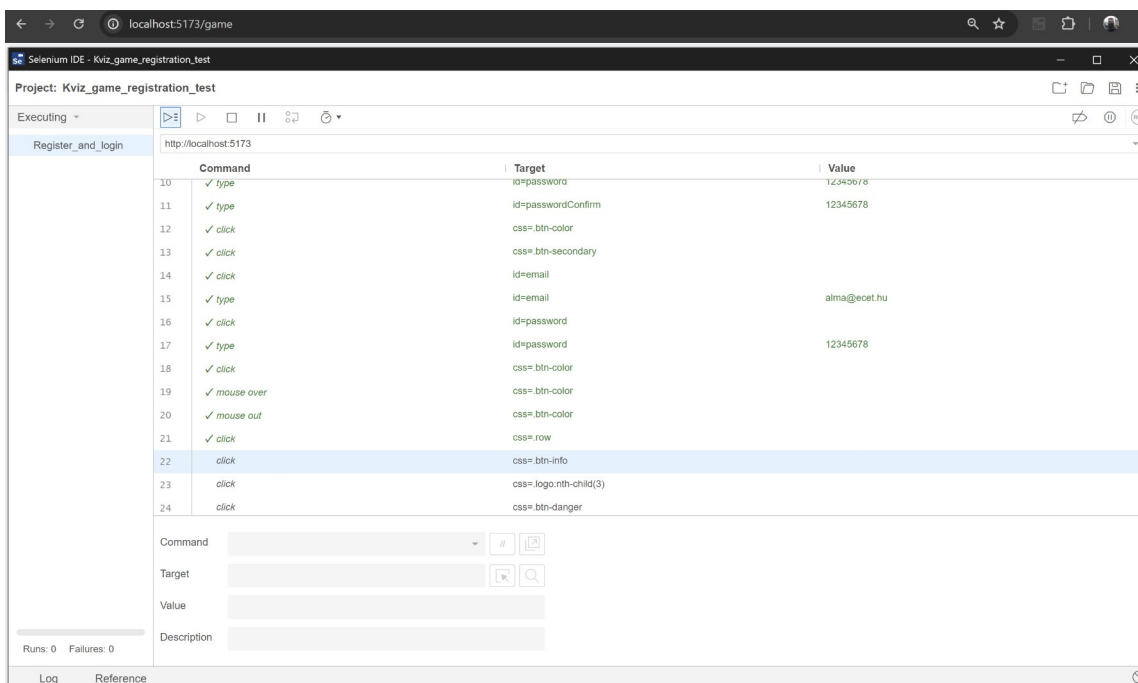 localhost:5173/game
Selenium IDE - Kviz_game_registration_test
Project: Kviz_game_registration_test
Executing
Register_and_login
http://localhost:5173
Command Target Value
10 ✓ type id=password 12345678
11 ✓ type id=passwordConfirm 12345678
12 ✓ click css=.btn-color
13 ✓ click css=.btn-secondary
14 ✓ click id=email
15 ✓ type id=email alma@ecet.hu
16 ✓ click id=password
17 ✓ type id=password 12345678
18 ✓ click css=.btn-color
19 ✓ mouse over css=.btn-color
20 ✓ mouse out css=.btn-color
21 ✓ click css=.row
22 click css=.btn-info
23 click css=.logo:nth-child(3)
24 click css=.btn-danger
Command //
Target
Value
Description
Runs: 0 Failures: 0
Log Reference